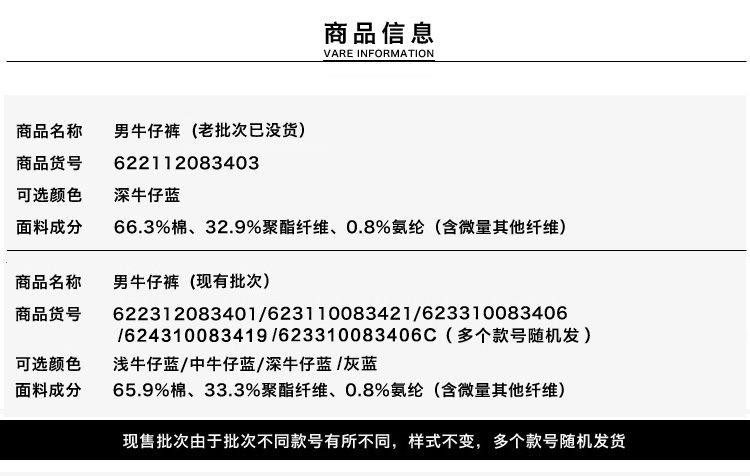 商品信息
VARE INFORMATION
商品名称 男牛仔裤（老批次已没货）
商品货号 622112083403
可选颜色 深牛仔蓝
面料成分 66.3%棉、32.9%聚酯纤维、0.8%氨纶（含微量其他纤维）
商品名称 男牛仔裤（现有批次）
商品货号 622312083401/623110083421/623310083406
/624310083419 /623310083406C（多个款号随机发）
可选颜色 浅牛仔蓝/中牛仔蓝/深牛仔蓝 /灰蓝
面料成分 65.9%棉、33.3%聚酯纤维、0.8%氨纶（含微量其他纤维）
现售批次由于批次不同款号有所不同，样式不变，多个款号随机发货